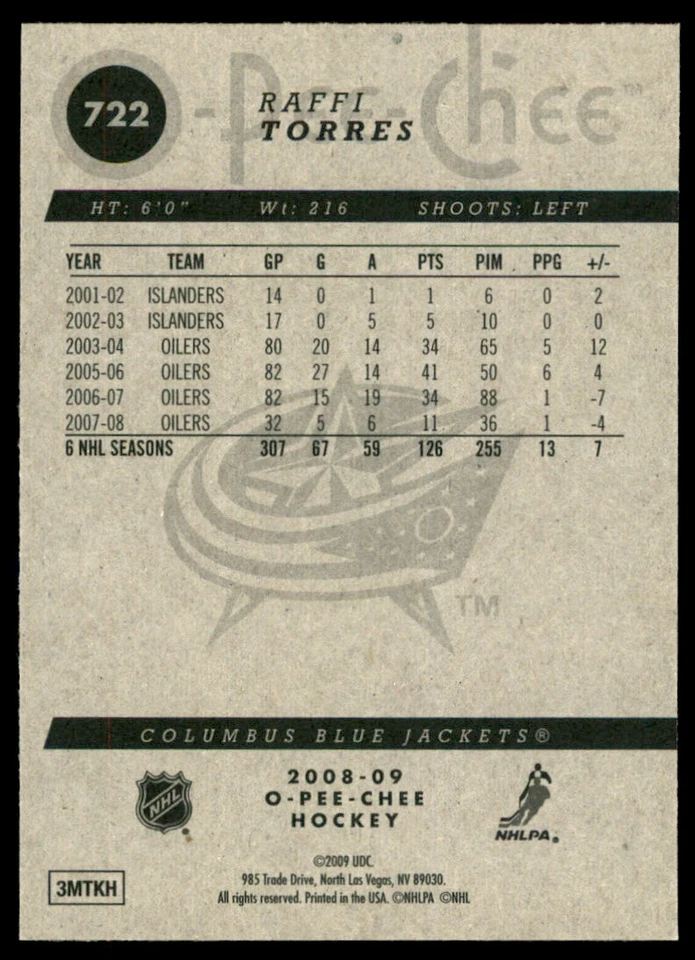 O-Pee-Chee™
722
RAFFI
TORRES
HT: 6'0" Wt: 216 SHOOTS: LEFT
YEAR TEAM GP G A PTS PIM PPG +/-
2001-02 ISLANDERS 14 0 1 1 6 0 2
2002-03 ISLANDERS 17 0 5 5 10 0 0
2003-04 OILERS 80 20 14 34 65 5 12
2005-06 OILERS 82 27 14 41 50 6 4
2006-07 OILERS 82 15 19 34 88 1 -7
2007-08 OILERS 32 5 6 11 36 1 -4
6 NHL SEASONS 307 67 59 126 255 13 7
TM
COLUMBUS BLUE JACKETS®
NHL
2008-09
O-PEE-CHEE
HOCKEY
NHLPA.
©2009 UDC.
985 Trade Drive, North Las Vegas, NV 89030.
All rights reserved. Printed in the USA. ©NHLPA ©NHL
3MTKH